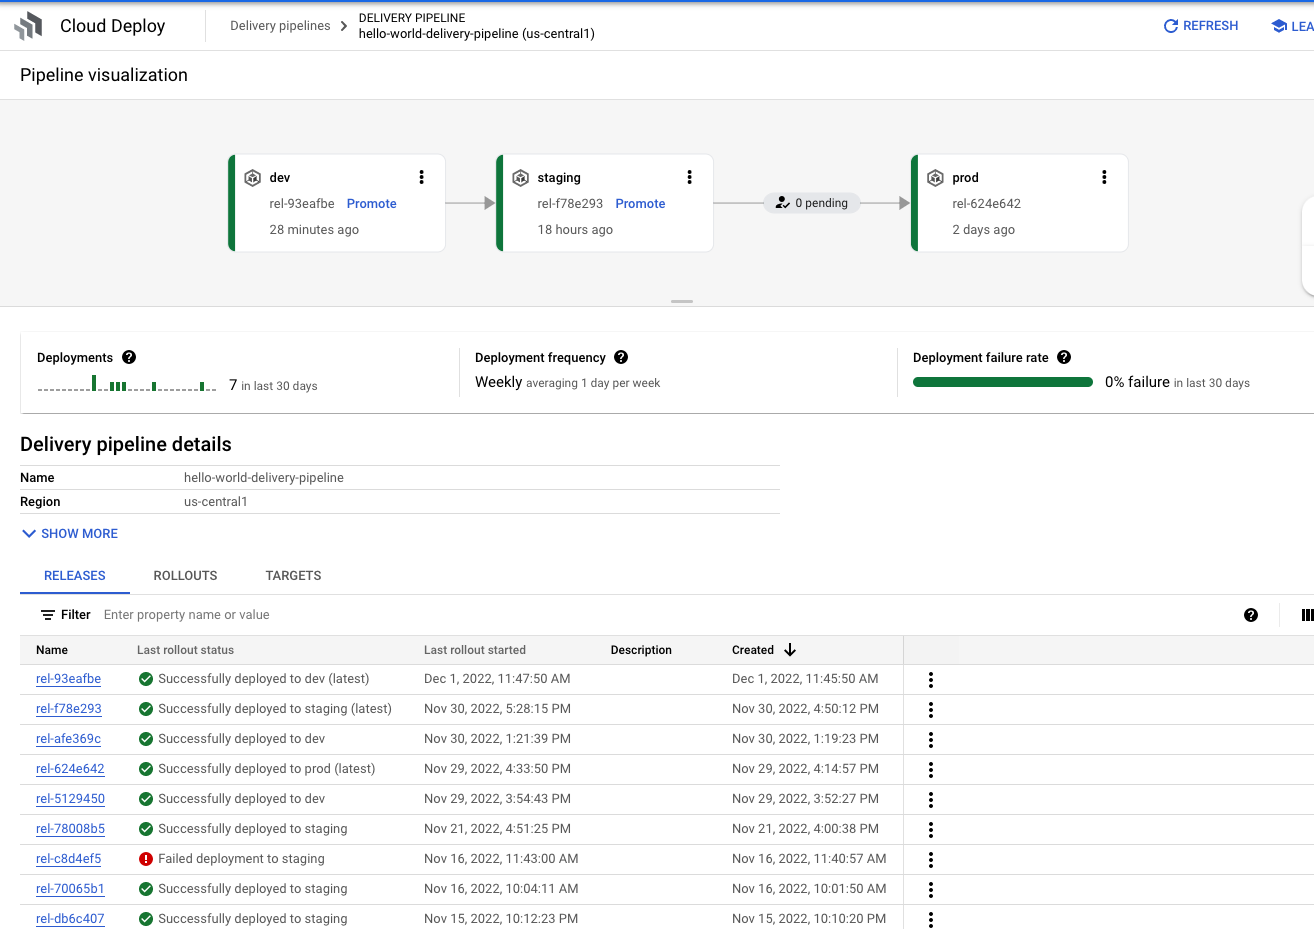 Cloud Deploy
Delivery pipelines
DELIVERY PIPELINE
hello-world-delivery-pipeline (us-central1)
REFRESH
LEA
Pipeline visualization
dev
rel-93eafbe Promote
28 minutes ago
staging
rel-f78e293 Promote
18 hours ago
0 pending
prod
rel-624e642
2 days ago
Deployments
7 in last 30 days
Deployment frequency
Weekly averaging 1 day per week
Deployment failure rate
0% failure in last 30 days
Delivery pipeline details
Name hello-world-delivery-pipeline
Region us-central1
SHOW MORE
RELEASES ROLLOUTS TARGETS
Filter Enter property name or value
Name Last rollout status Last rollout started Description Created
rel-93eafbe Successfully deployed to dev (latest) Dec 1, 2022, 11:47:50 AM Dec 1, 2022, 11:45:50 AM
rel-f78e293 Successfully deployed to staging (latest) Nov 30, 2022, 5:28:15 PM Nov 30, 2022, 4:50:12 PM
rel-afe369c Successfully deployed to dev Nov 30, 2022, 1:21:39 PM Nov 30, 2022, 1:19:23 PM
rel-624e642 Successfully deployed to prod (latest) Nov 29, 2022, 4:33:50 PM Nov 29, 2022, 4:14:57 PM
rel-5129450 Successfully deployed to dev Nov 29, 2022, 3:54:43 PM Nov 29, 2022, 3:52:27 PM
rel-78008b5 Successfully deployed to staging Nov 21, 2022, 4:51:25 PM Nov 21, 2022, 4:00:38 PM
rel-c8d4ef5 Failed deployment to staging Nov 16, 2022, 11:43:00 AM Nov 16, 2022, 11:40:57 AM
rel-70065b1 Successfully deployed to staging Nov 16, 2022, 10:04:11 AM Nov 16, 2022, 10:01:50 AM
rel-db6c407 Successfully deployed to staging Nov 15, 2022, 10:12:23 PM Nov 15, 2022, 10:10:20 PM